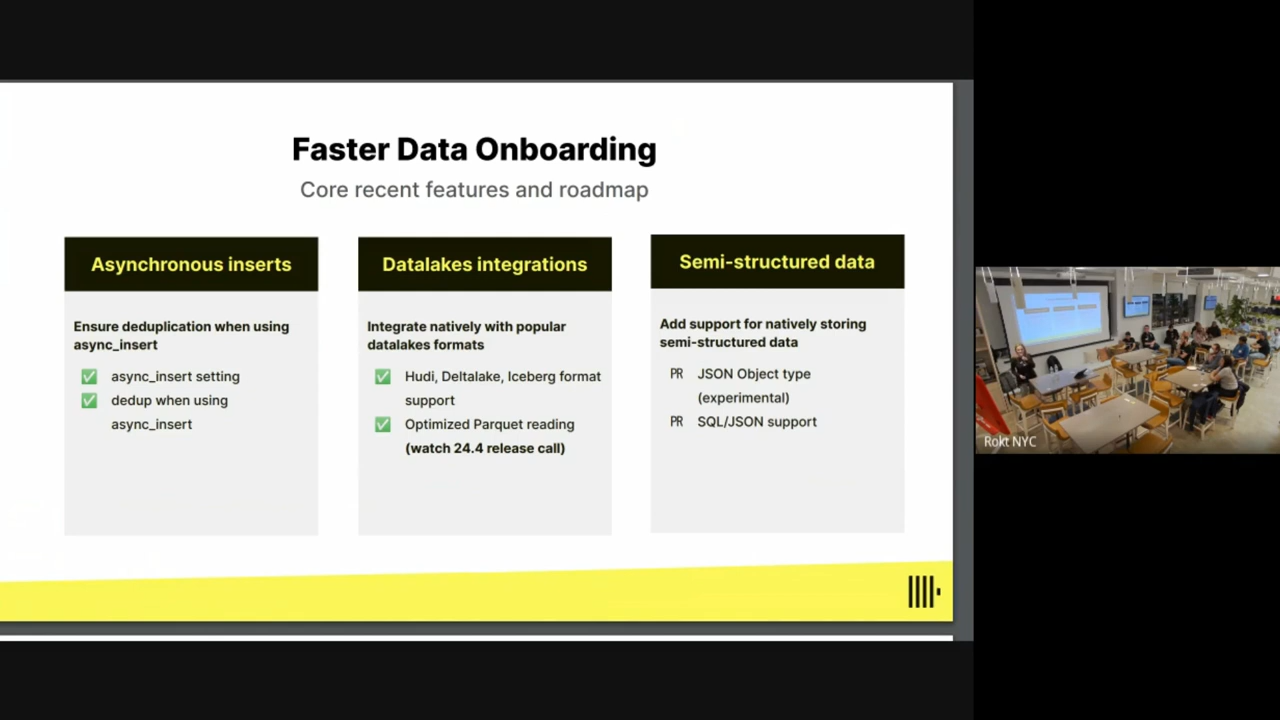 Faster Data Onboarding
Core recent features and roadmap
Asynchronous inserts
Ensure deduplication when using
async_insert
✅ async_insert setting
✅ dedup when using
async_insert
Datalakes integrations
Integrate natively with popular
datalakes formats
✅ Hudi, Deltalake, Iceberg format
support
✅ Optimized Parquet reading
(watch 24.4 release call)
Semi-structured data
Add support for natively storing
semi-structured data
PR JSON Object type
(experimental)
PR SQL/JSON support
Rokt NYC